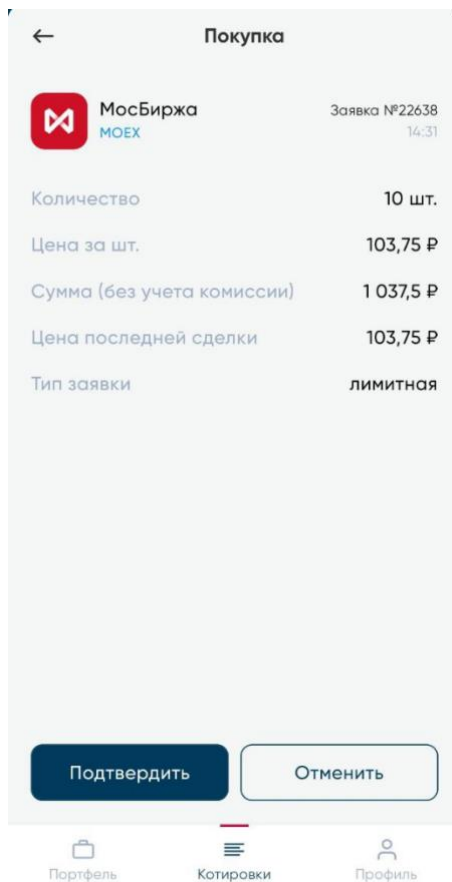 Покупка
МосБиржа
Заявка №22638
MOEX
14:31
Количество
10 шт.
Цена за шт.
103,75 ₽
Сумма (без учета комиссии)
1 037,5 ₽
Цена последней сделки
103,75 ₽
Тип заявки
лимитная
Подтвердить
Отменить
Портфель
Котировки
Профиль